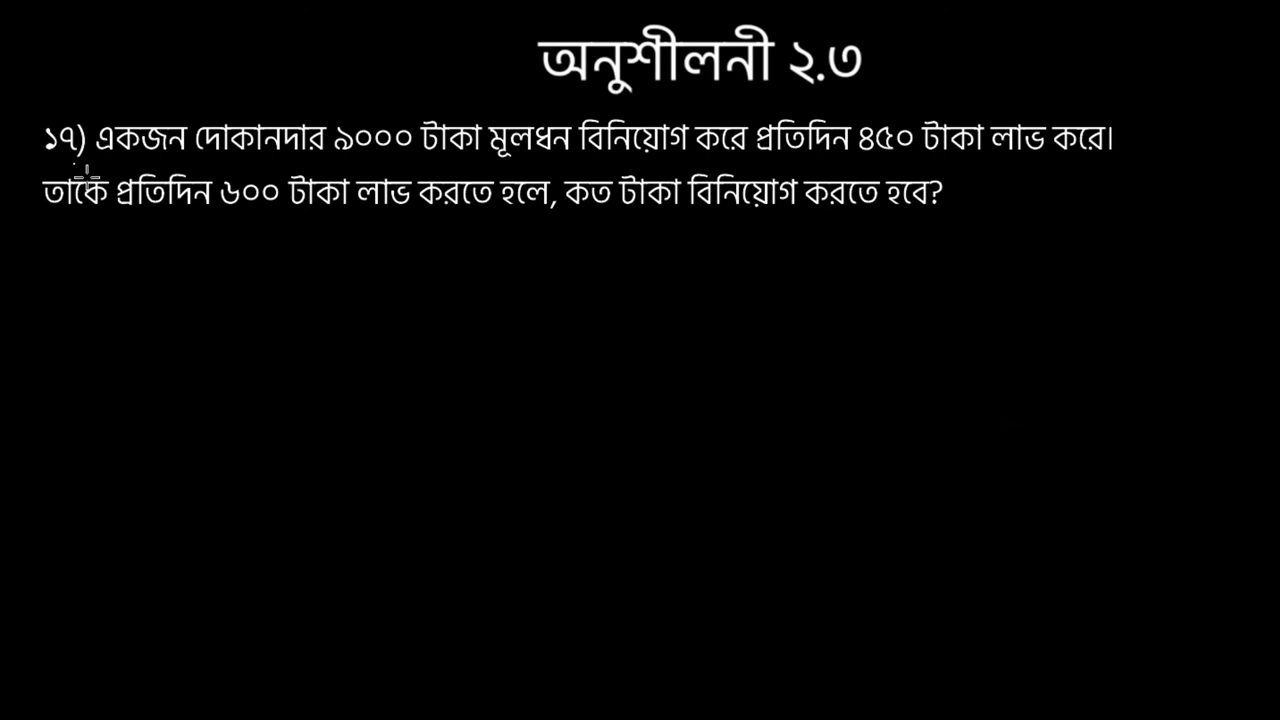 অনুশীলনী ২.৩
১৭) একজন দোকানদার ৯০০০ টাকা মূলধন বিনিয়োগ করে প্রতিদিন ৪৫০ টাকা লাভ করে।
তাকে প্রতিদিন ৬০০ টাকা লাভ করতে হলে, কত টাকা বিনিয়োগ করতে হবে?